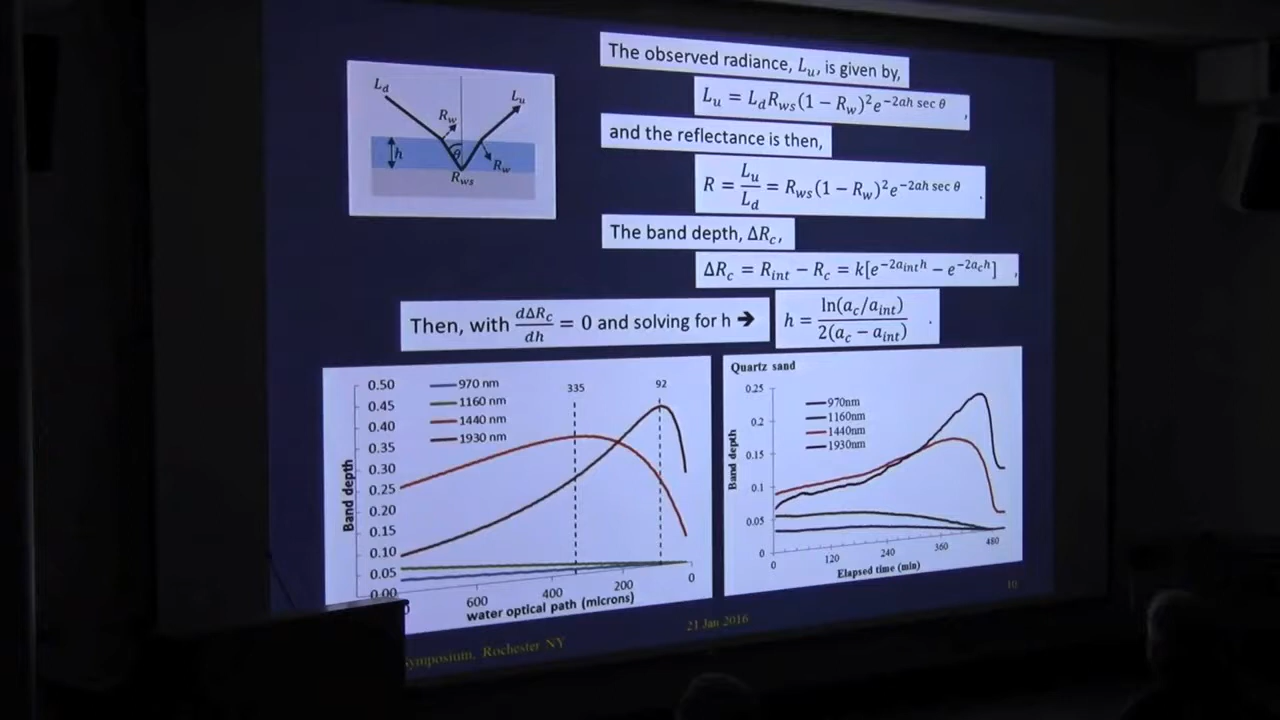 The observed radiance, Lᵤ, is given by,
Lᵤ = L_d R_ws (1 − R_w)² e^(−2ah sec θ) ,
L_d
Lᵤ
R_w
h
θ
R_w
R_ws
and the reflectance is then,
R = Lᵤ/L_d = R_ws (1 − R_w)² e^(−2ah sec θ) .
The band depth, ΔR_c,
ΔR_c = R_int − R_c = k[e^(−2a_int h) − e^(−2a_c h)] ,
Then, with dΔR_c/dh = 0 and solving for h ➔
h = ln(a_c/a_int) / 2(a_c − a_int) .
0.50
0.45
0.40
0.35
0.30
0.25
0.20
0.15
0.10
0.05
0.00
Band depth
970 nm
1160 nm
1440 nm
1930 nm
335
92
600
400
200
0
water optical path (microns)
Quartz sand
0.25
0.2
0.15
0.1
0.05
0
Band depth
970nm
1160nm
1440nm
1930nm
0
120
240
360
480
Elapsed time (min)
10
21 Jan 2016
ymposium, Rochester NY